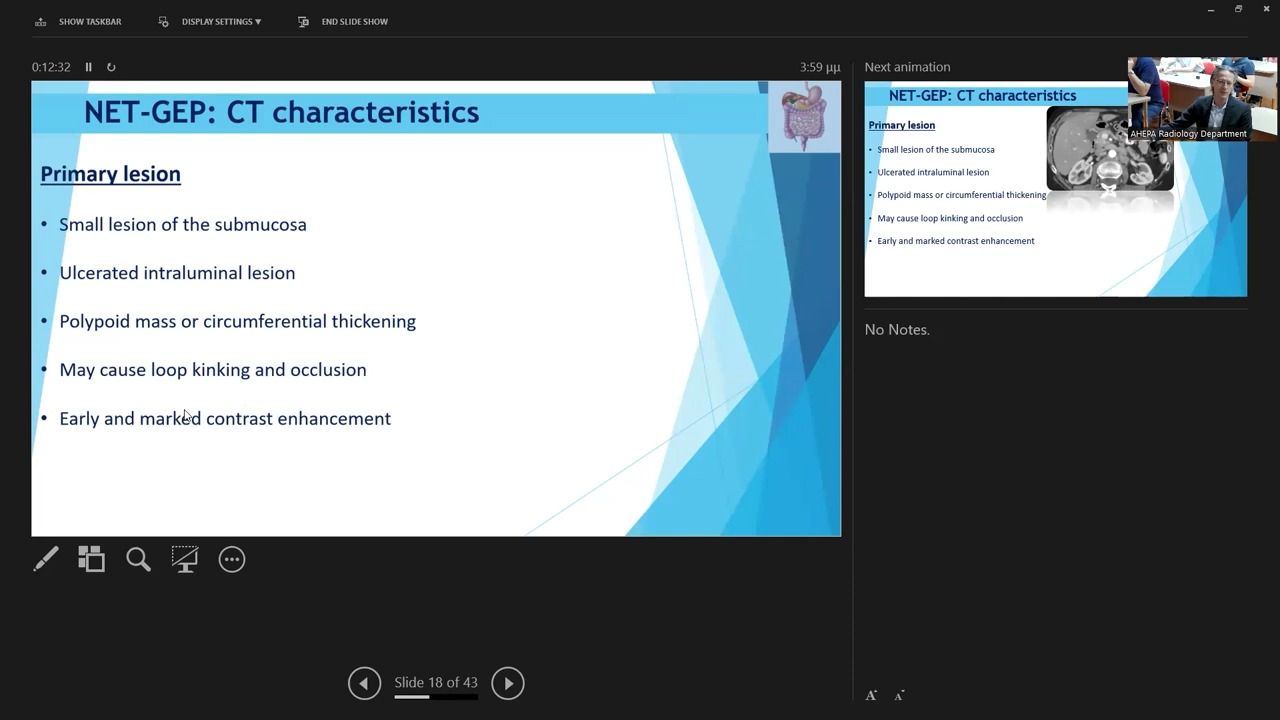 SHOW TASKBAR
DISPLAY SETTINGS ▼
END SLIDE SHOW
0:12:32
3:59 μμ
NET-GEP: CT characteristics
Primary lesion
• Small lesion of the submucosa
• Ulcerated intraluminal lesion
• Polypoid mass or circumferential thickening
• May cause loop kinking and occlusion
• Early and marked contrast enhancement
Slide 18 of 43
Next animation
NET-GEP: CT characteristics
Primary lesion
• Small lesion of the submucosa
• Ulcerated intraluminal lesion
• Polypoid mass or circumferential thickening
• May cause loop kinking and occlusion
• Early and marked contrast enhancement
AHEPA Radiology Department
No Notes.
A A